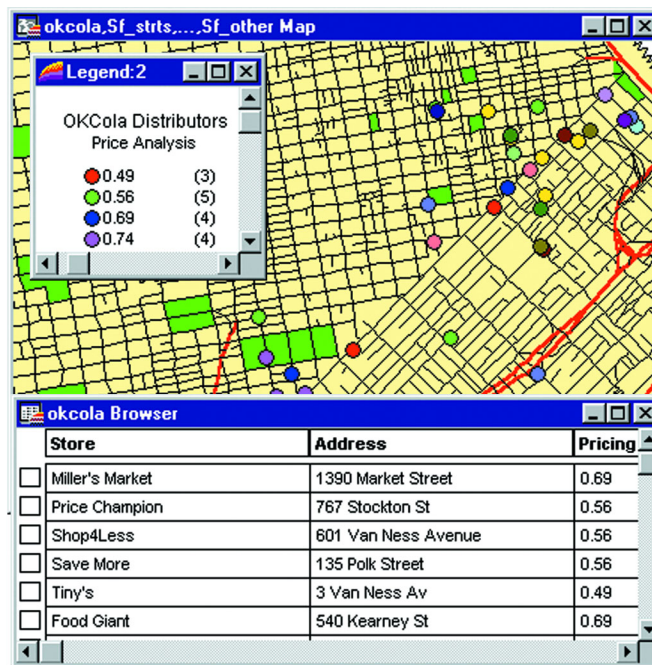 okcola,Sf_strts,...,Sf_other Map
Legend:2
OKCola Distributors
Price Analysis
0.49 (3)
0.56 (5)
0.69 (4)
0.74 (4)
okcola Browser
Store Address Pricing
Miller's Market 1390 Market Street 0.69
Price Champion 767 Stockton St 0.56
Shop4Less 601 Van Ness Avenue 0.56
Save More 135 Polk Street 0.56
Tiny's 3 Van Ness Av 0.49
Food Giant 540 Kearney St 0.69